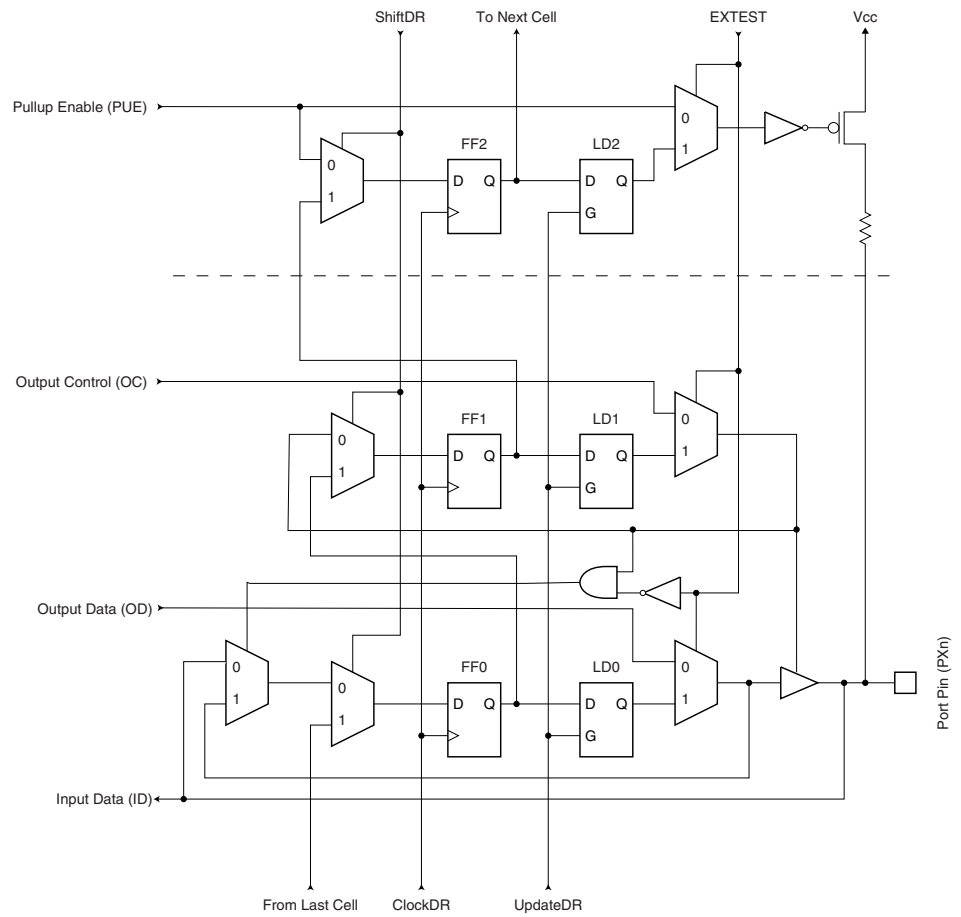 ShiftDR
To Next Cell
EXTEST
Vcc
Pullup Enable (PUE)
0
1
FF2
D Q
LD2
D Q
G
0
1
Output Control (OC)
0
1
FF1
D Q
LD1
D Q
G
0
1
Output Data (OD)
0
1
0
1
FF0
D Q
LD0
D Q
G
0
1
Port Pin (PXn)
Input Data (ID)
From Last Cell
ClockDR
UpdateDR